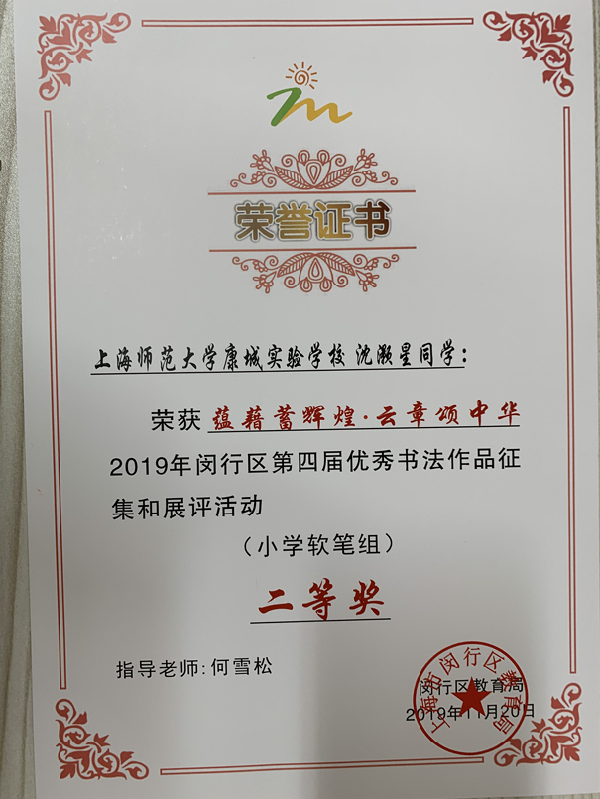 荣誉证书
上海师范大学康城实验学校 沈灏星同学：
荣获 蕴藉蓄辉煌·云章颂中华
2019年闵行区第四届优秀书法作品征
集和展评活动
（小学软笔组）
二等奖
指导老师：何雪松
上海市闵行区教育局
闵行区教育局
2019年11月20日